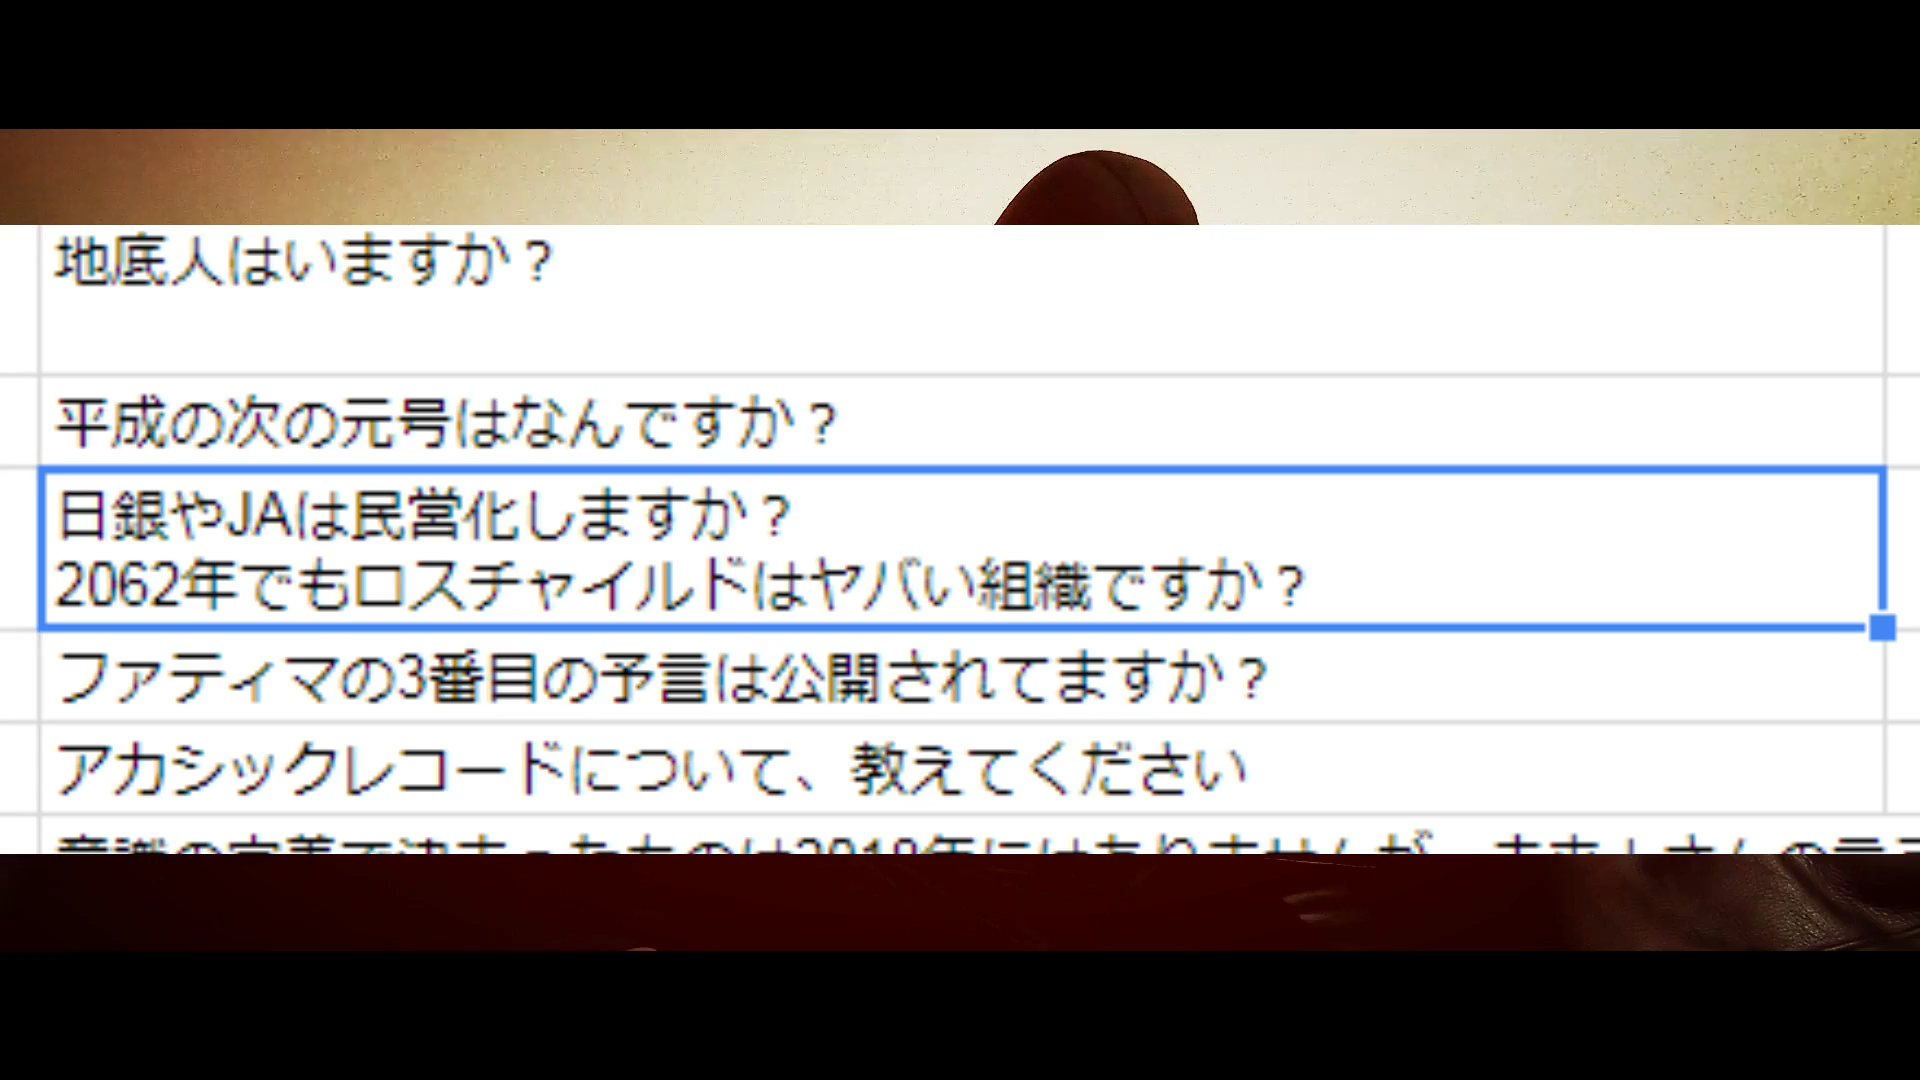 地底人はいますか？
平成の次の元号はなんですか？
日銀やJAは民営化しますか？
2062年でもロスチャイルドはヤバい組織ですか？
ファティマの3番目の予言は公開されてますか？
アカシックレコードについて、教えてください